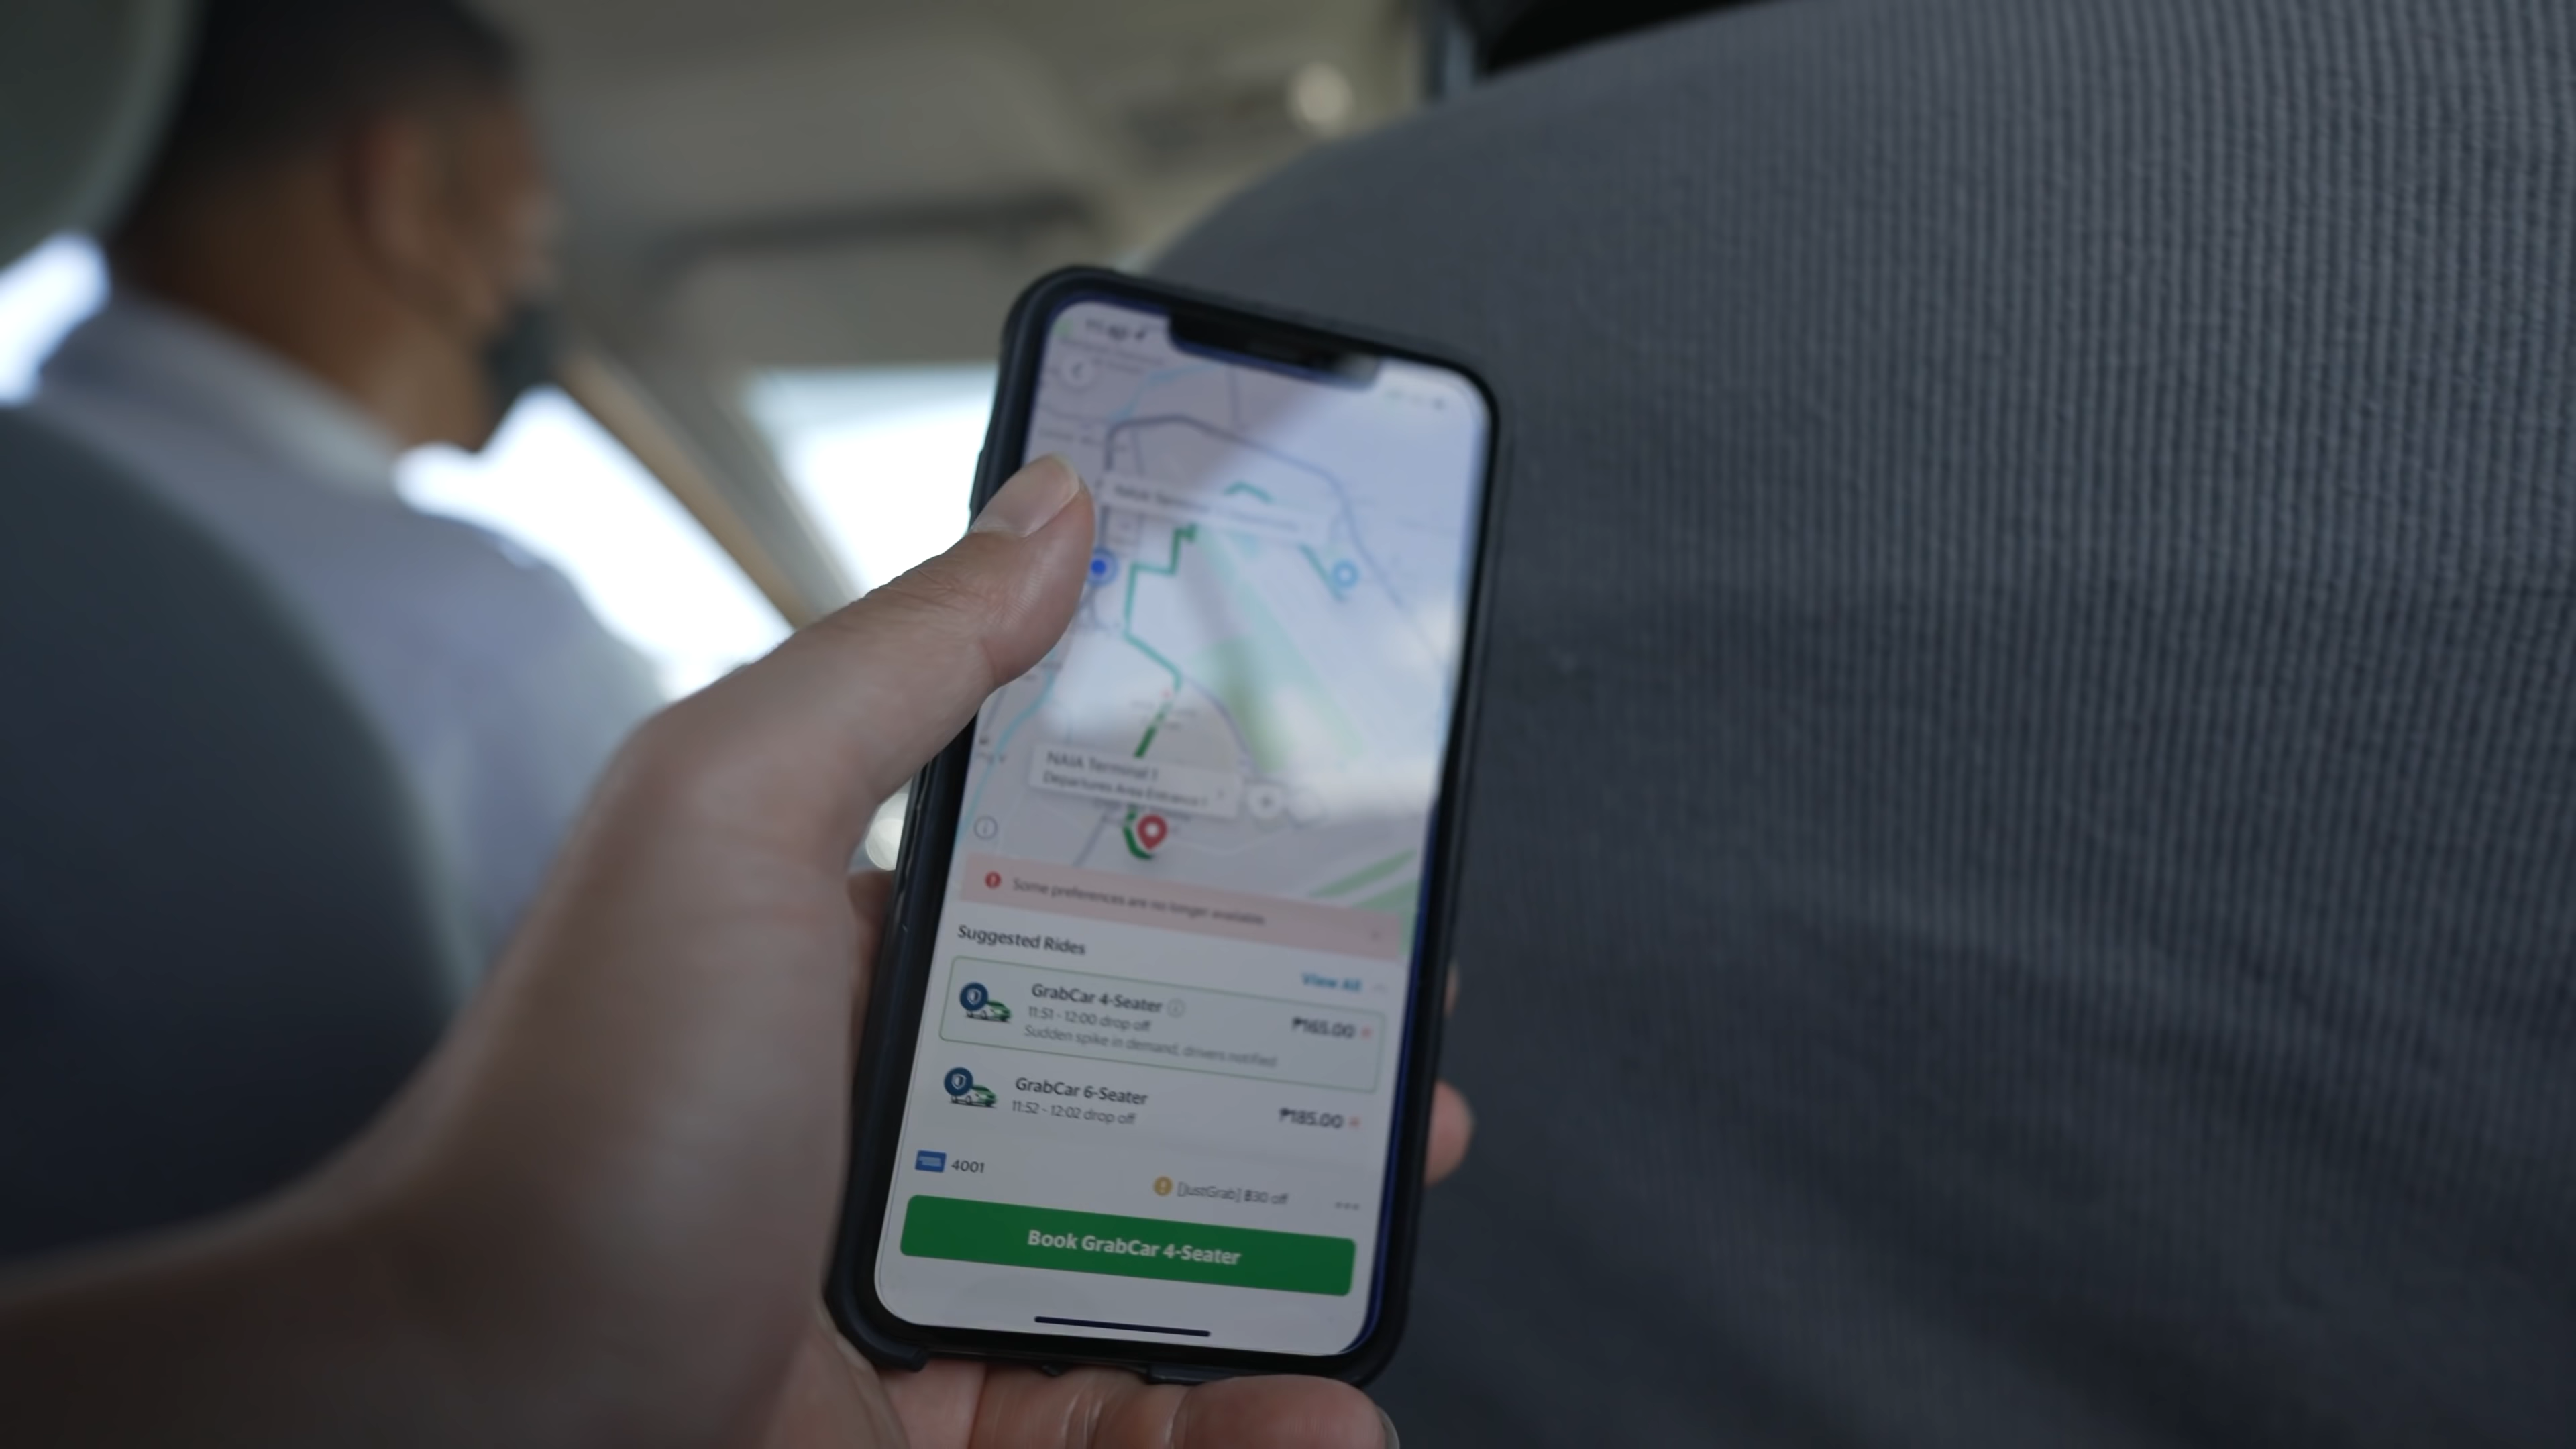 NAIA Terminal 1
Departures Area Entrance 1
Some preferences are no longer available.
Suggested Rides
View All
GrabCar 4-Seater
₱165.00
11:51 - 12:00 drop off
Sudden spike in demand, drivers notified
GrabCar 6-Seater
₱185.00
11:52 - 12:02 drop off
4001
[JustGrab] ฿30 off
Book GrabCar 4-Seater